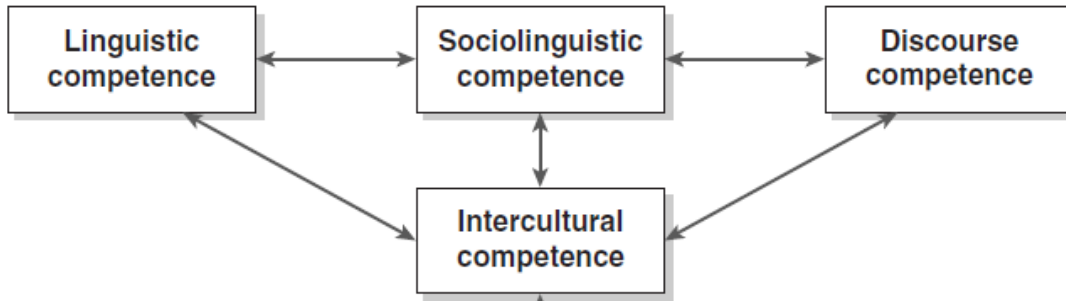 Linguistic
competence
Sociolinguistic
competence
Discourse
competence
Intercultural
competence